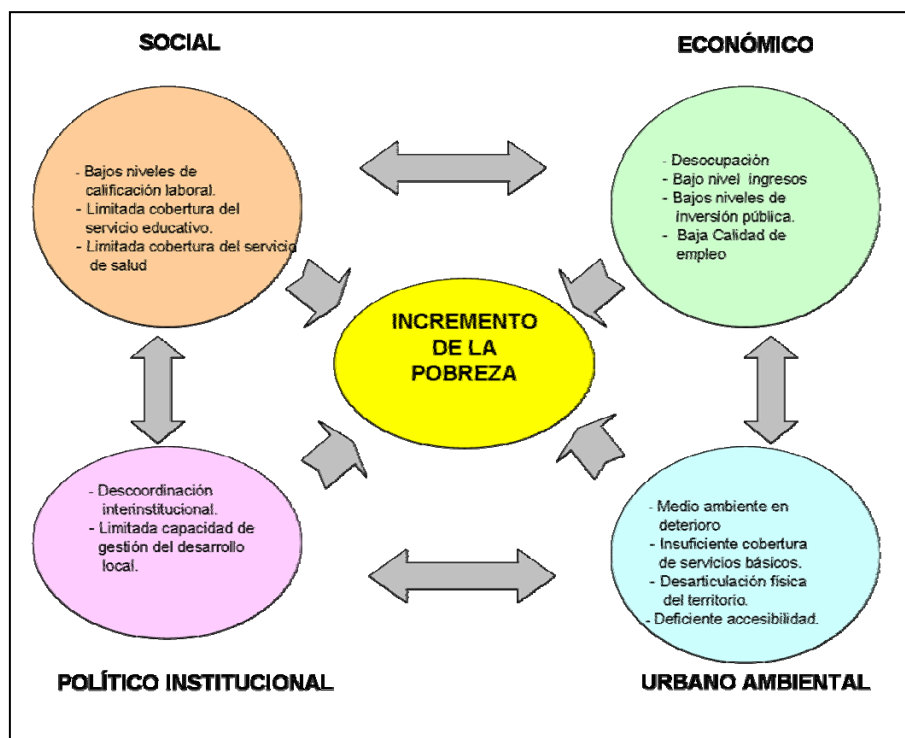 SOCIAL
ECONÓMICO
- Bajos niveles de
calificación laboral.
- Limitada cobertura del
servicio educativo.
- Limitada cobertura del servicio
de salud
- Desocupación
- Bajo nivel ingresos
- Bajos niveles de
inversión pública.
- Baja Calidad de
empleo
INCREMENTO
DE LA
POBREZA
- Descoordinación
interinstitucional.
- Limitada capacidad de
gestión del desarrollo
local.
- Medio ambiente en
deterioro
- Insuficiente cobertura
de servicios básicos.
- Desarticulación física
del territorio.
- Deficiente accesibilidad.
POLÍTICO INSTITUCIONAL
URBANO AMBIENTAL